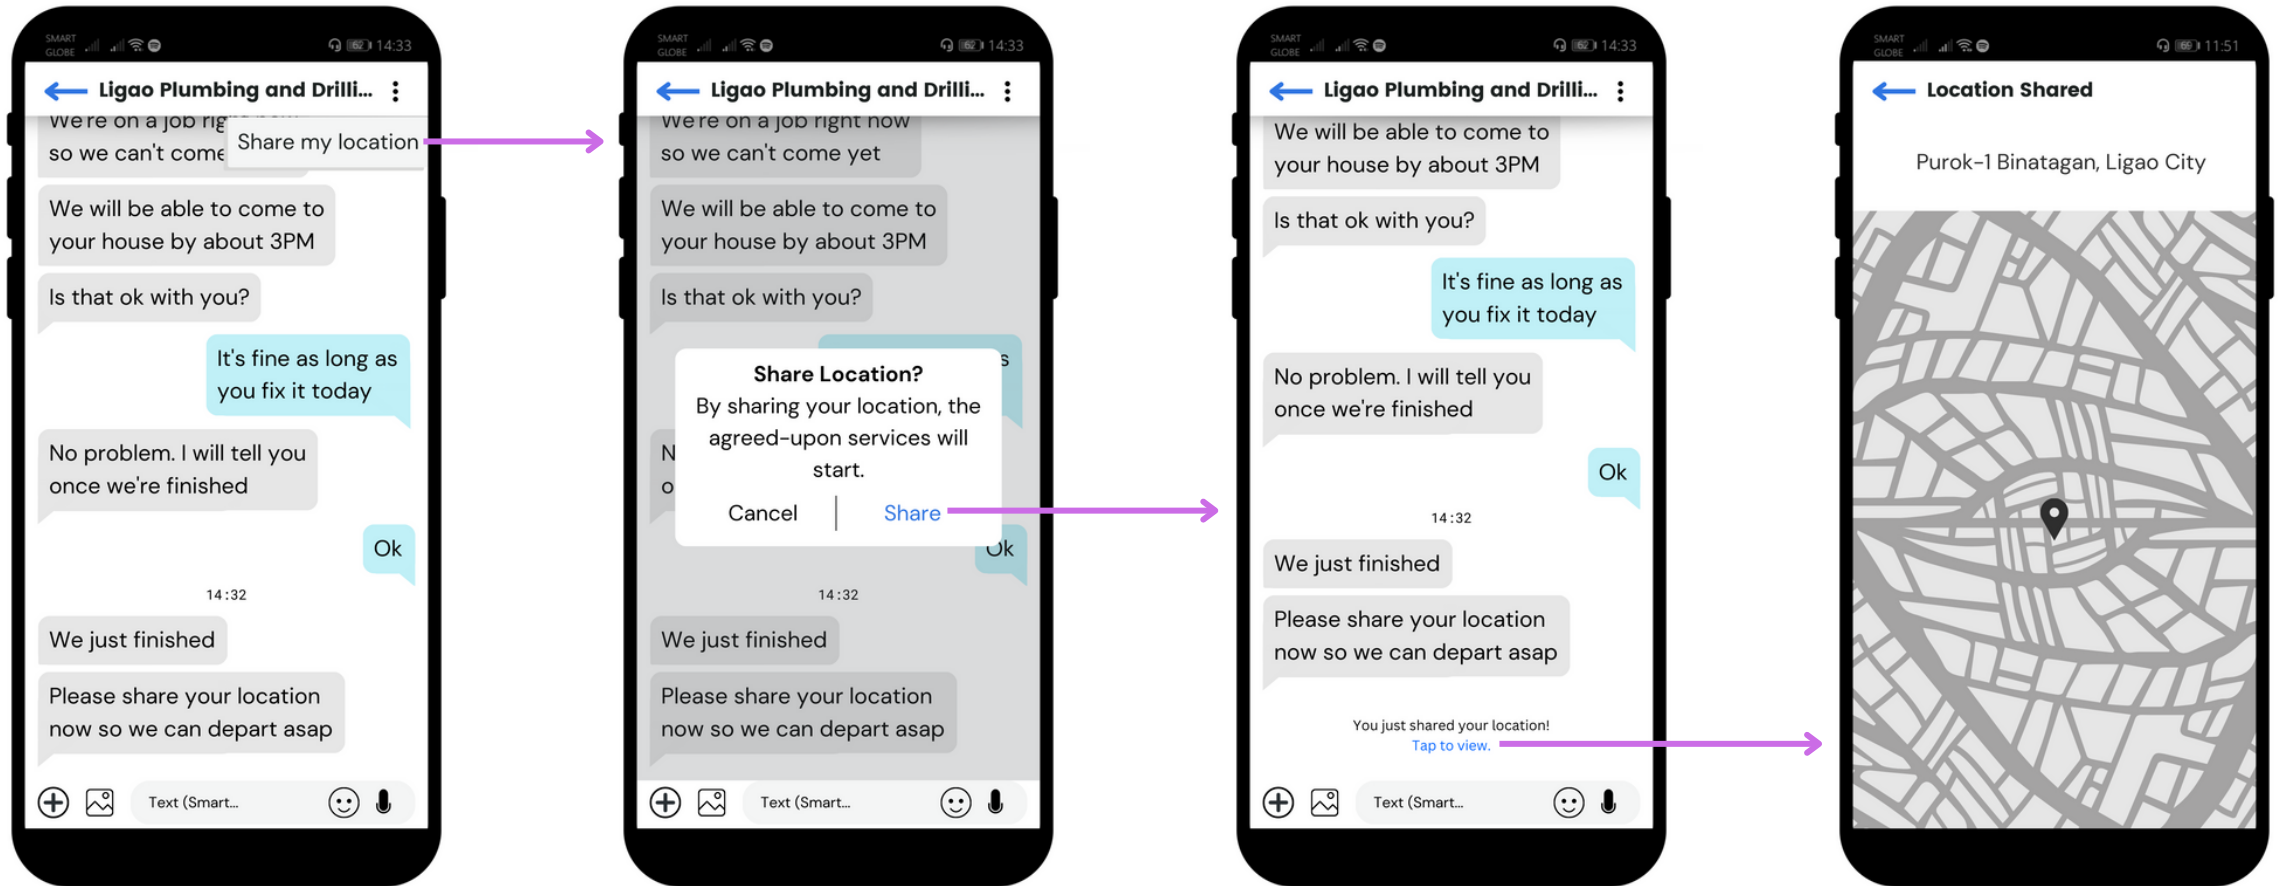 SMART
GLOBE
62
14:33
Ligao Plumbing and Drilli...
We're on a job right now
so we can't come
Share my location
We will be able to come to
your house by about 3PM
Is that ok with you?
It's fine as long as
you fix it today
No problem. I will tell you
once we're finished
Ok
14:32
We just finished
Please share your location
now so we can depart asap
Text (Smart...
SMART
GLOBE
62
14:33
Ligao Plumbing and Drilli...
We're on a job right now
so we can't come yet
We will be able to come to
your house by about 3PM
Is that ok with you?
s
Share Location?
By sharing your location, the
agreed-upon services will
start.
N
o
Cancel
Share
Ok
14:32
We just finished
Please share your location
now so we can depart asap
Text (Smart...
SMART
GLOBE
62
14:33
Ligao Plumbing and Drilli...
We will be able to come to
your house by about 3PM
Is that ok with you?
It's fine as long as
you fix it today
No problem. I will tell you
once we're finished
Ok
14:32
We just finished
Please share your location
now so we can depart asap
You just shared your location!
Tap to view.
Text (Smart...
SMART
GLOBE
11:51
Location Shared
Purok-1 Binatagan, Ligao City